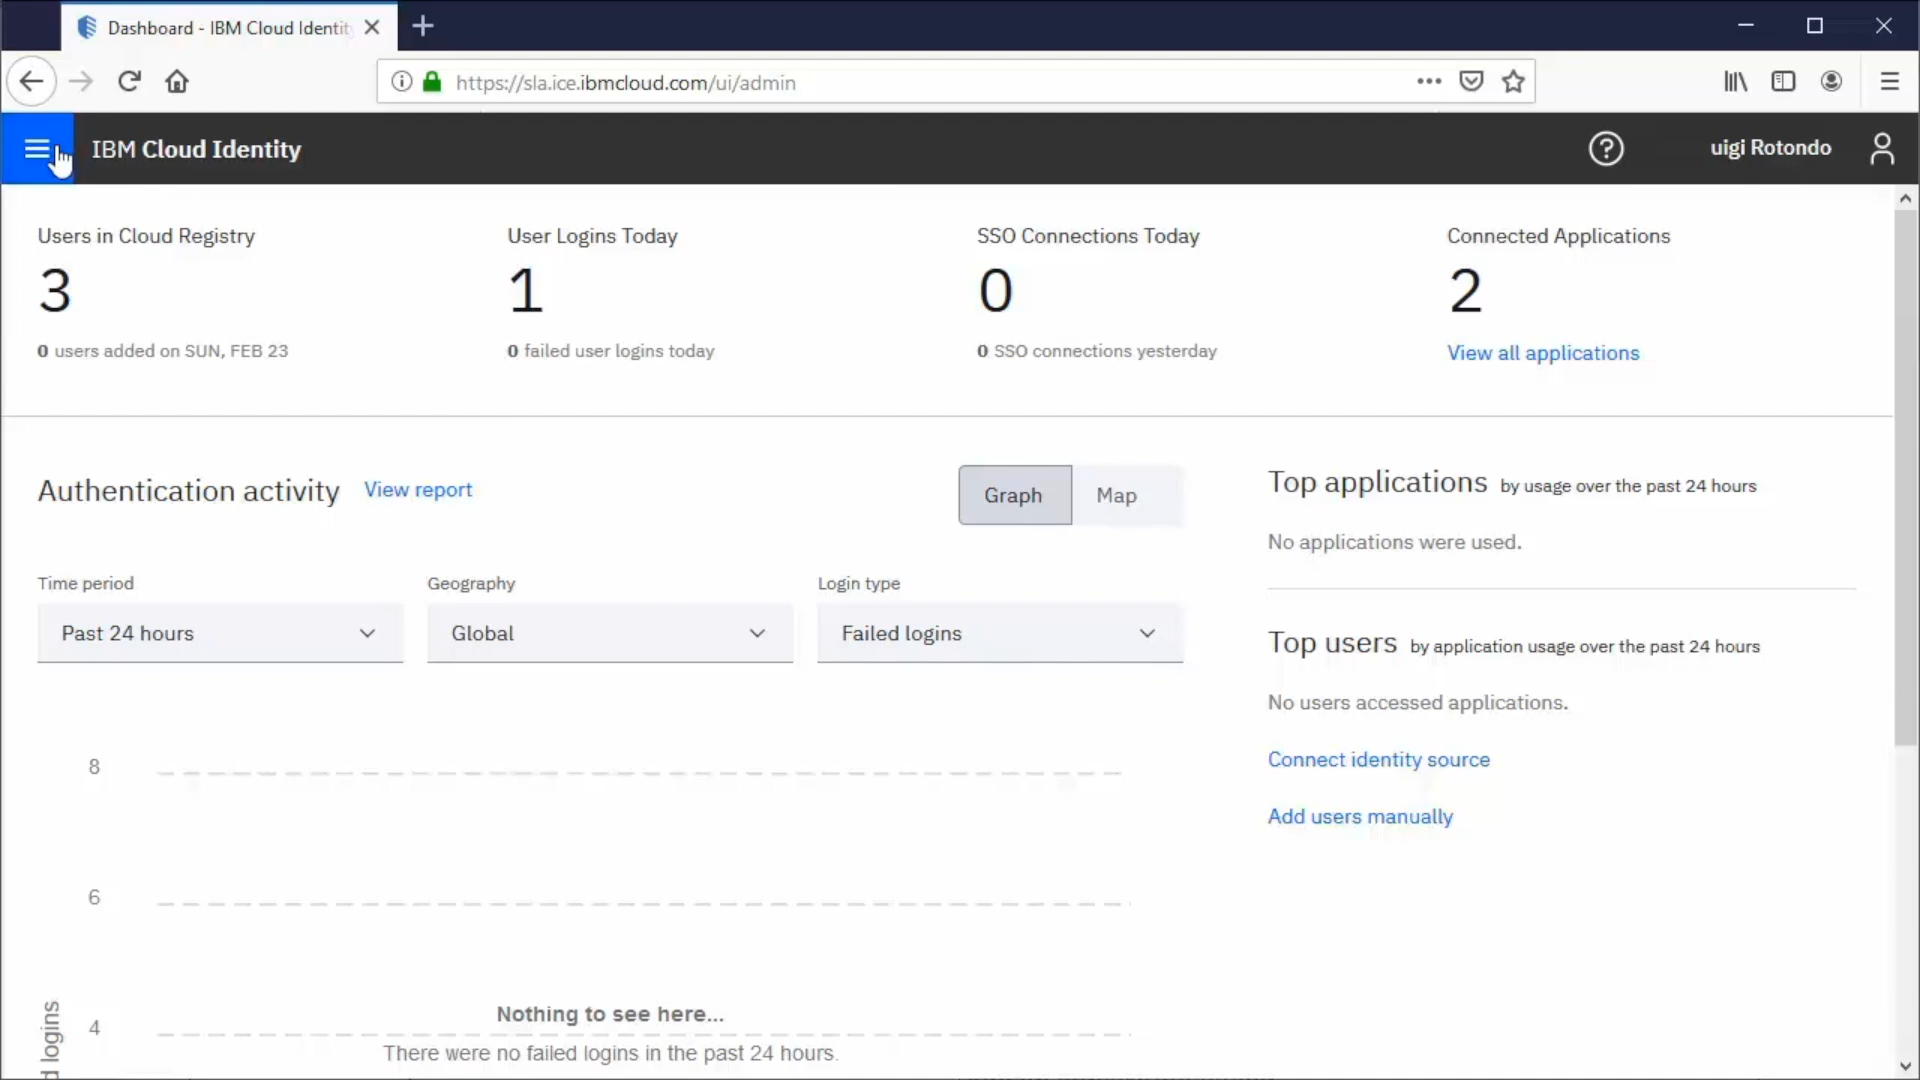 Dashboard - IBM Cloud Identity
https://sla.ice.ibmcloud.com/ui/admin
IBM Cloud Identity
uigi Rotondo
Users in Cloud Registry
3
0 users added on SUN, FEB 23
User Logins Today
1
0 failed user logins today
SSO Connections Today
0
0 SSO connections yesterday
Connected Applications
2
View all applications
Authentication activity View report
Graph Map
Time period
Past 24 hours
Geography
Global
Login type
Failed logins
8
6
4
d logins
Nothing to see here...
There were no failed logins in the past 24 hours.
Top applications by usage over the past 24 hours
No applications were used.
Top users by application usage over the past 24 hours
No users accessed applications.
Connect identity source
Add users manually